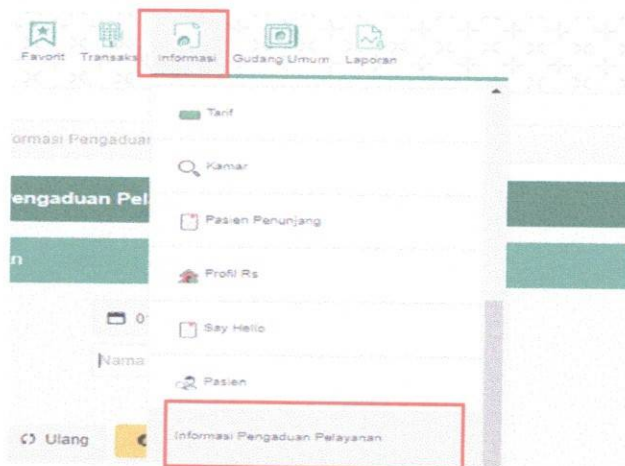 Favorit Transaksi Informasi Gudang Umum Laporan
Tarif
ormasi Pengaduan
Kamar
engaduan Pel
Pasien Penunjang
n
Profil Rs
Say Hello
Nama
Pasien
Ulang
Informasi Pengaduan Pelayanan